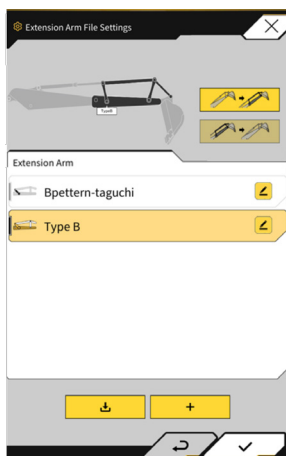 Extension Arm File Settings
TypeB
Extension Arm
Bpettern-taguchi
Type B